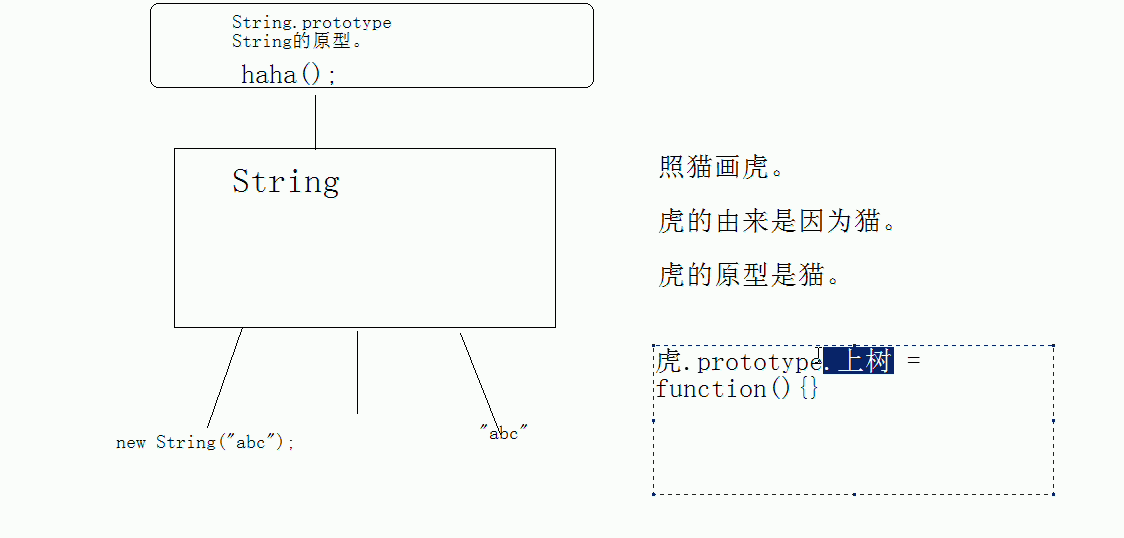 String.prototype
String的原型。
haha();
String
new String("abc");
"abc"
照猫画虎。
虎的由来是因为猫。
虎的原型是猫。
虎.prototype.上树 =
function(){}